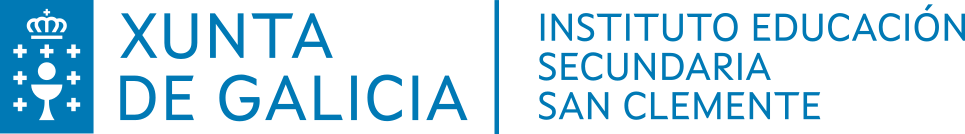 XUNTA
DE GALICIA
INSTITUTO EDUCACIÓN
SECUNDARIA
SAN CLEMENTE